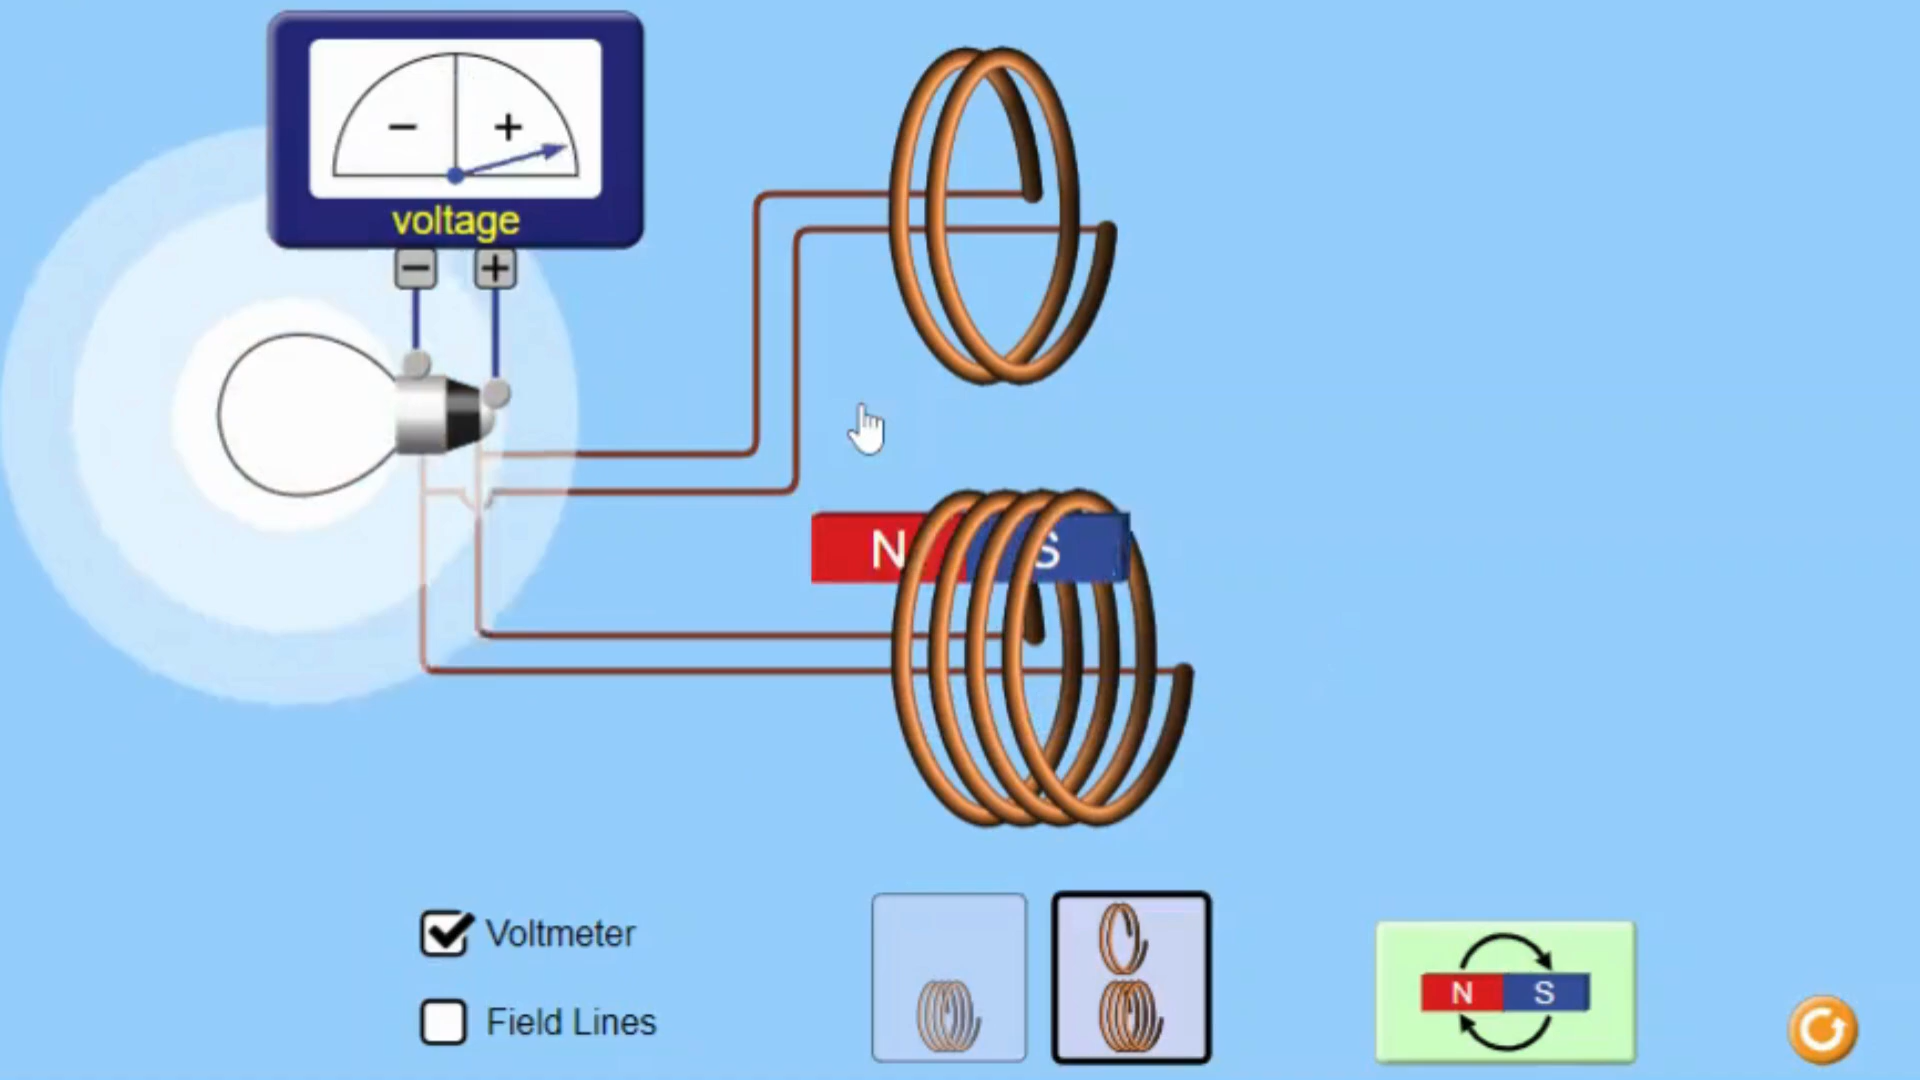 − +
voltage
− +
N S
Voltmeter
Field Lines
N S